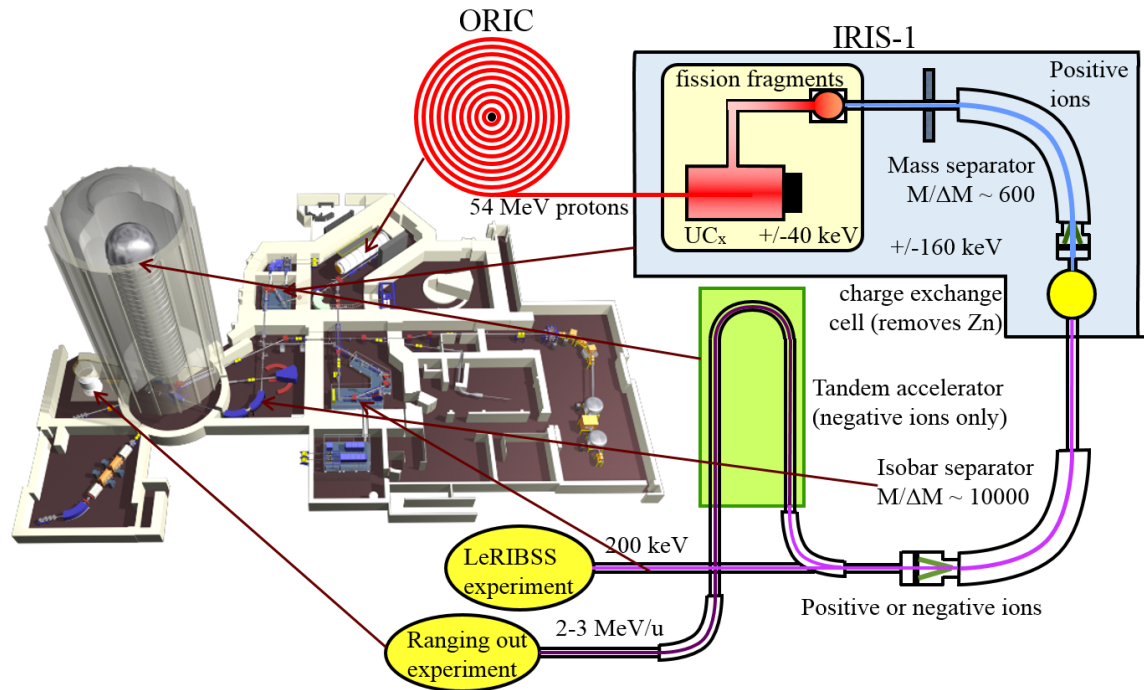 ORIC
IRIS-1
fission fragments
Positive
ions
Mass separator
M/ΔM ~ 600
54 MeV protons
UCₓ
+/-40 keV
+/-160 keV
charge exchange
cell (removes Zn)
Tandem accelerator
(negative ions only)
Isobar separator
M/ΔM ~ 10000
200 keV
LeRIBSS
experiment
Positive or negative ions
2-3 MeV/u
Ranging out
experiment